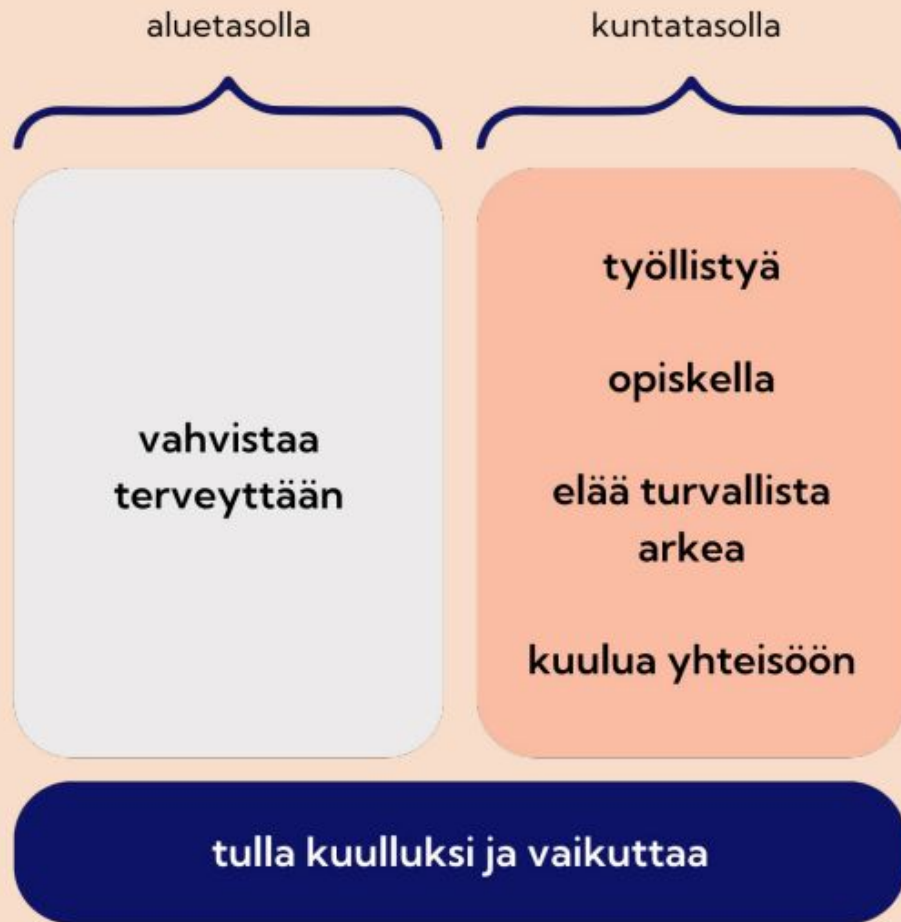 aluetasolla
kuntatasolla
vahvistaa
terveyttään
työllistyä
opiskella
elää turvallista
arkea
kuulua yhteisöön
tulla kuulluksi ja vaikuttaa